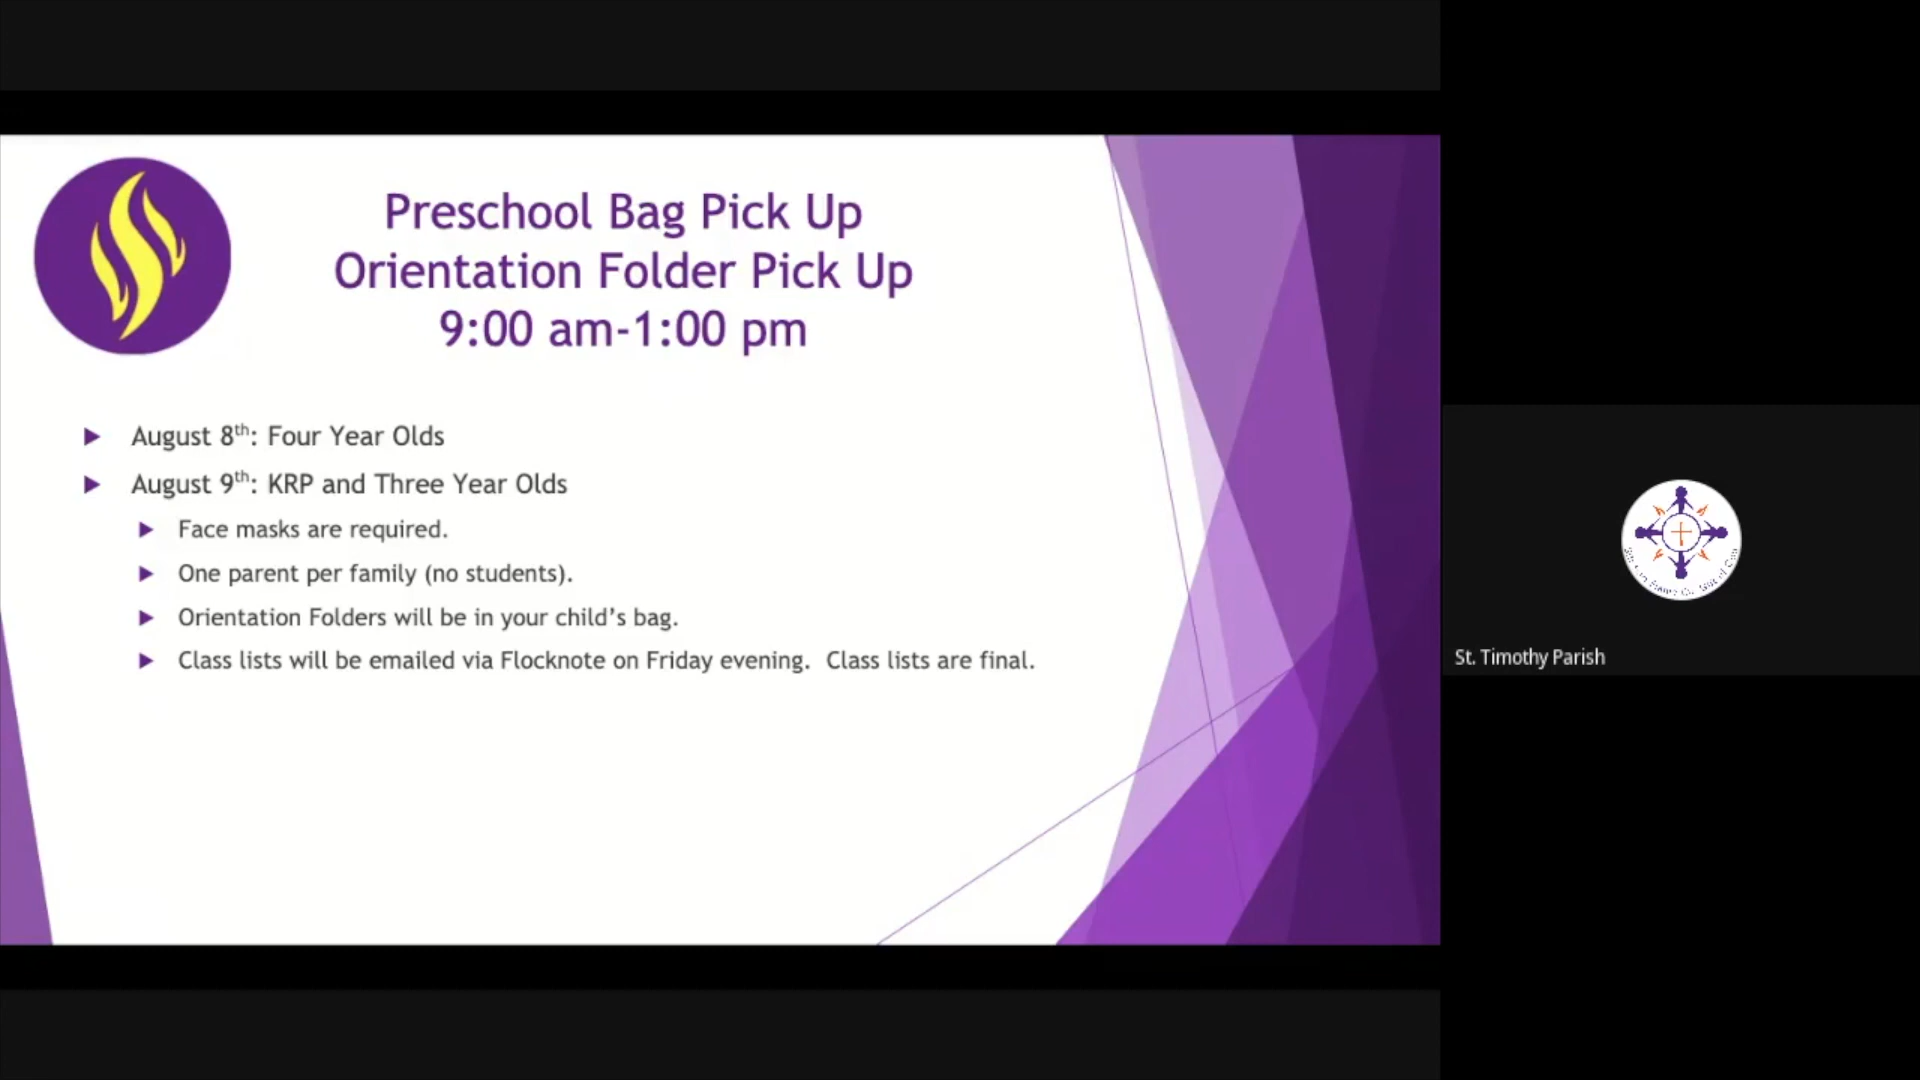 Preschool Bag Pick Up
Orientation Folder Pick Up
9:00 am-1:00 pm
August 8th: Four Year Olds
August 9th: KRP and Three Year Olds
Face masks are required.
One parent per family (no students).
Orientation Folders will be in your child’s bag.
Class lists will be emailed via Flocknote on Friday evening.  Class lists are final.
St. Timothy Parish